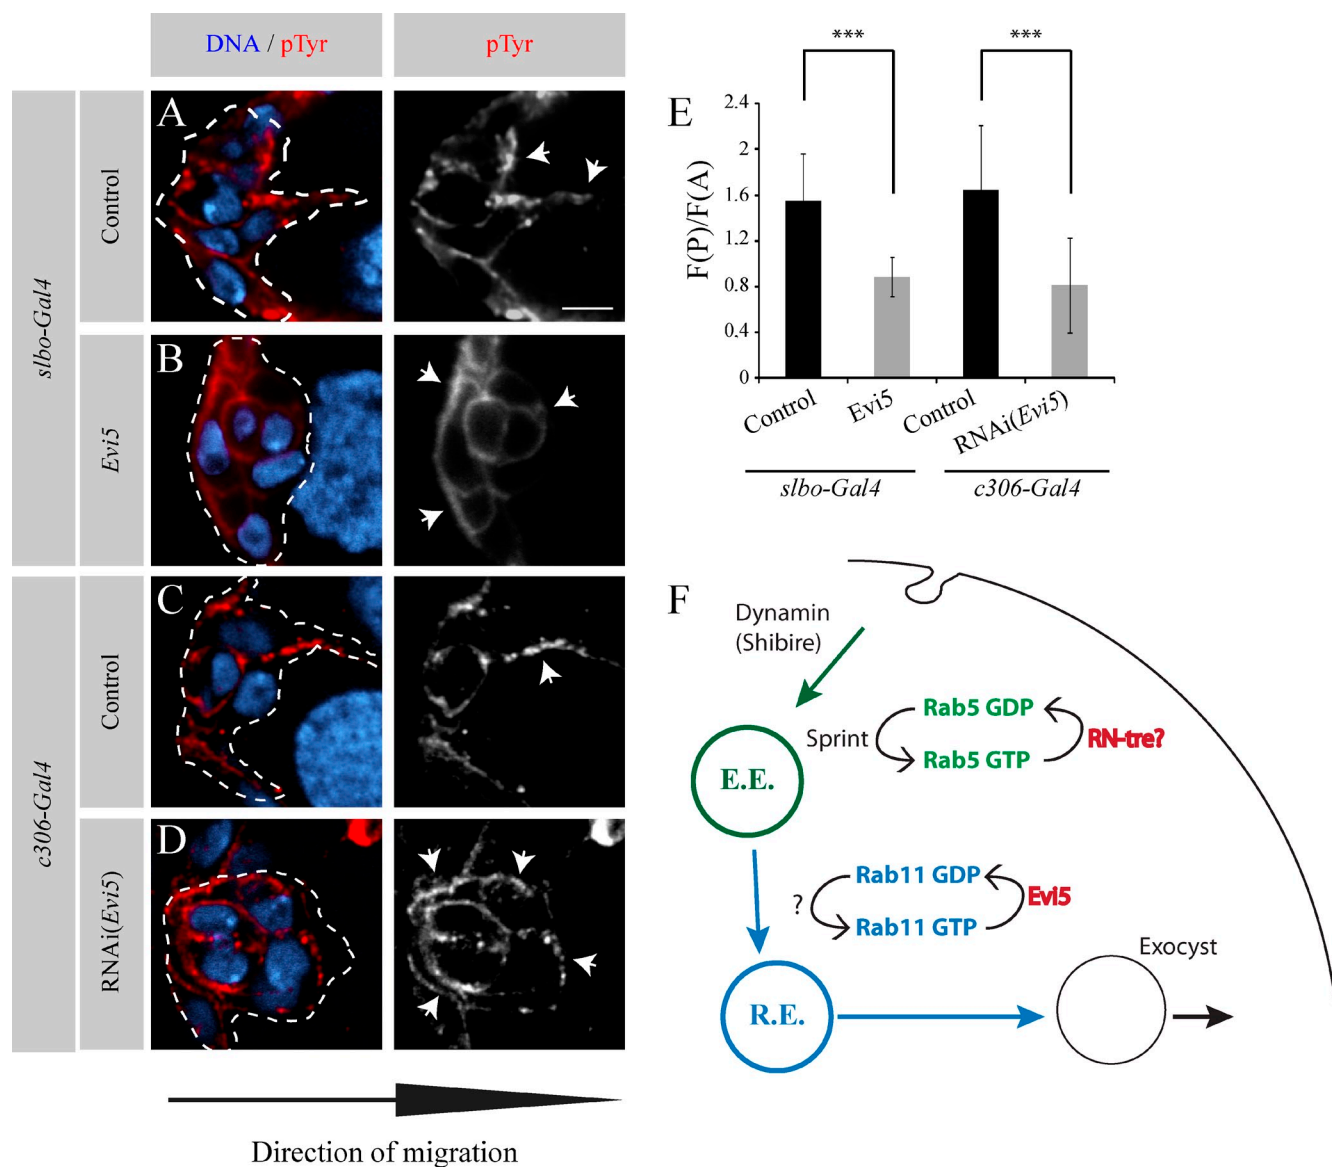 DNA / pTyr
pTyr
slbo-Gal4
Control
A
Evi5
B
c306-Gal4
Control
C
RNAi(Evi5)
D
Direction of migration
E
***
***
F(P)/F(A)
2.4
2
1.6
1.2
0.8
0.4
0
Control
Evi5
Control
RNAi(Evi5)
slbo-Gal4
c306-Gal4
F
Dynamin
(Shibire)
Sprint
Rab5 GDP
Rab5 GTP
RN-tre?
E.E.
?
Rab11 GDP
Rab11 GTP
Evi5
R.E.
Exocyst